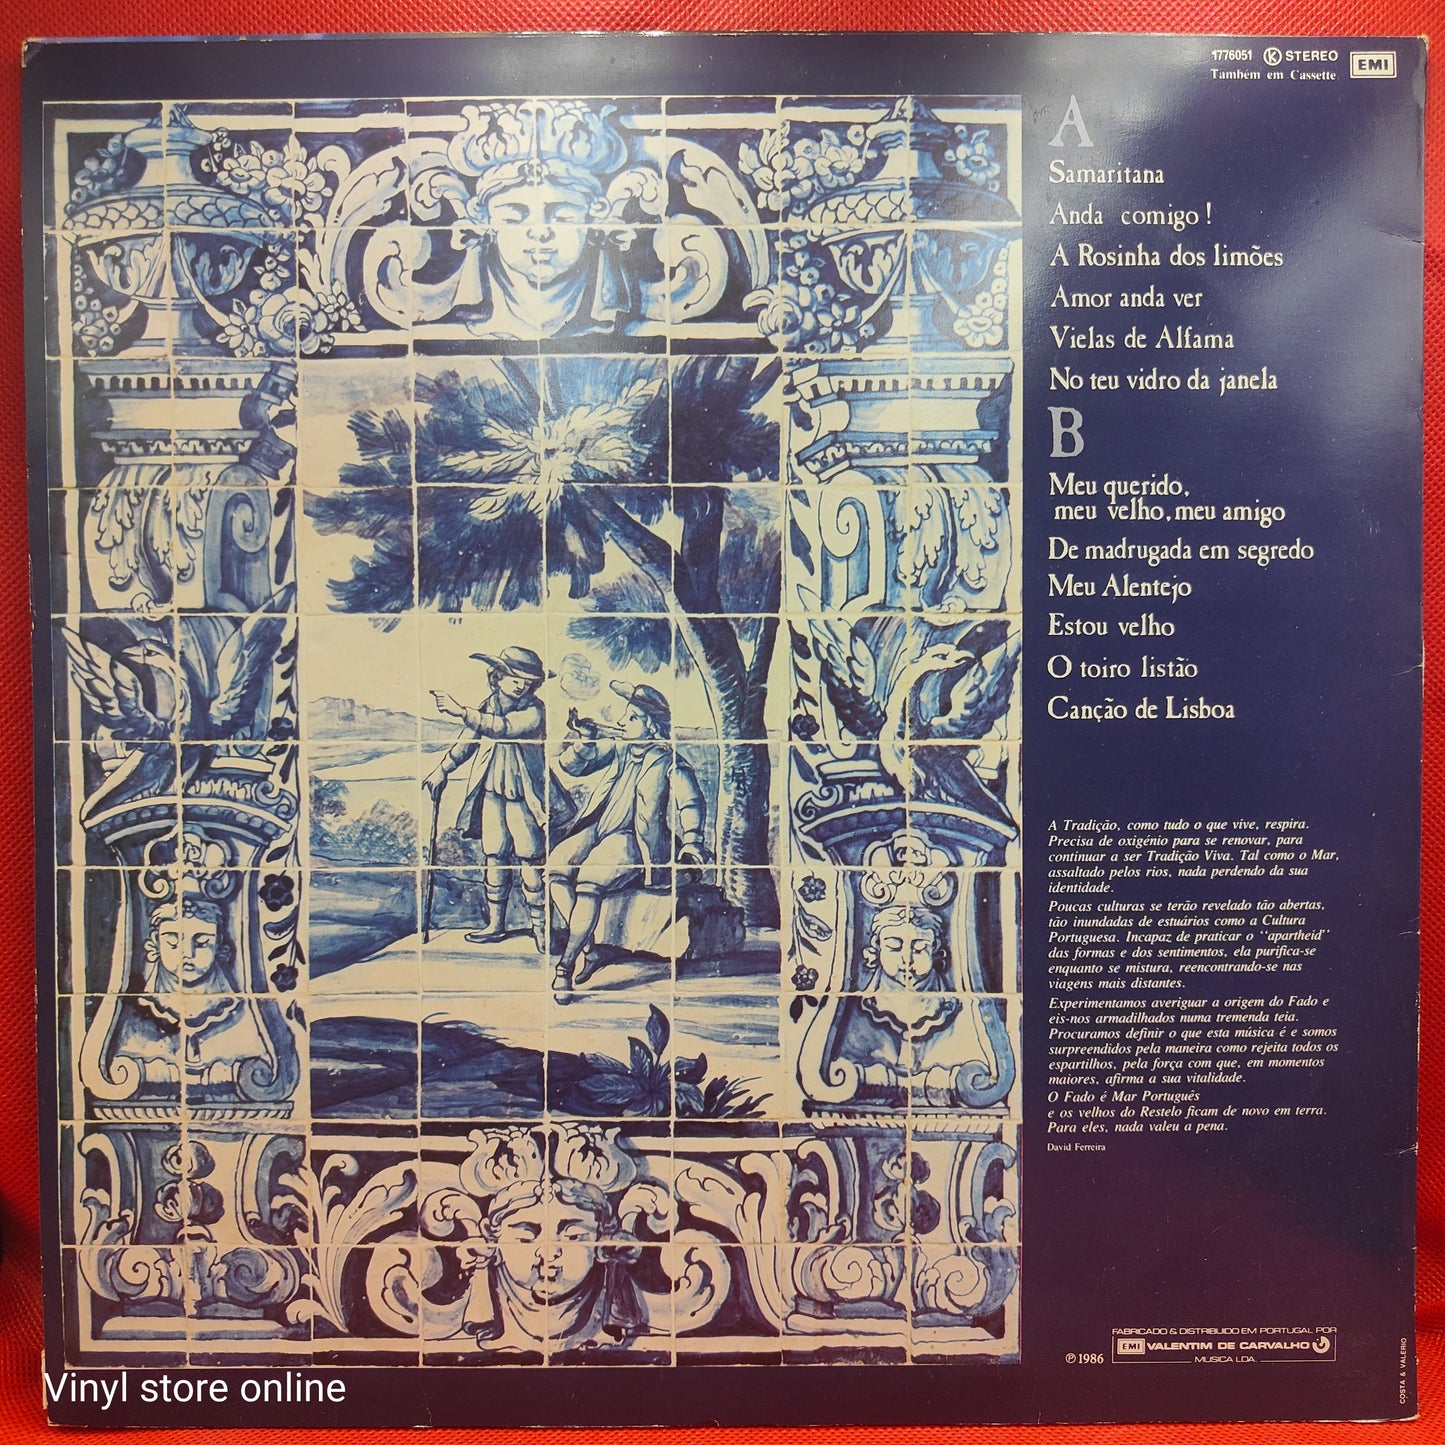 1776051 Ⓚ STEREO EMI
Também em Cassette
A
Samaritana
Anda comigo!
A Rosinha dos limões
Amor anda ver
Vielas de Alfama
No teu vidro da janela
B
Meu querido,
meu velho, meu amigo
De madrugada em segredo
Meu Alentejo
Estou velho
O toiro listão
Canção de Lisboa
A Tradição, como tudo o que vive, respira.
Precisa de oxigénio para se renovar, para
continuar a ser Tradição Viva. Tal como o Mar,
assaltado pelos rios, nada perdendo da sua
identidade.
Poucas culturas se terão revelado tão abertas,
tão inundadas de estuários como a Cultura
Portuguesa. Incapaz de praticar o "apartheid"
das formas e dos sentimentos, ela purifica-se
enquanto se mistura, reencontrando-se nas
viagens mais distantes.
Experimentamos averiguar a origem do Fado e
eis-nos armadilhados numa tremenda teia.
Procuramos definir o que esta música é e somos
surpreendidos pela maneira como rejeita todos os
espartilhos, pela força com que, em momentos
maiores, afirma a sua vitalidade.
O Fado é Mar Português
e os velhos do Restelo ficam de novo em terra.
Para eles, nada valeu a pena.
David Ferreira
FABRICADO & DISTRIBUIDO EM PORTUGAL POR
EMI VALENTIM DE CARVALHO
MUSICA LDA.
℗ 1986
COSTA & VALÉRIO
Vinyl store online